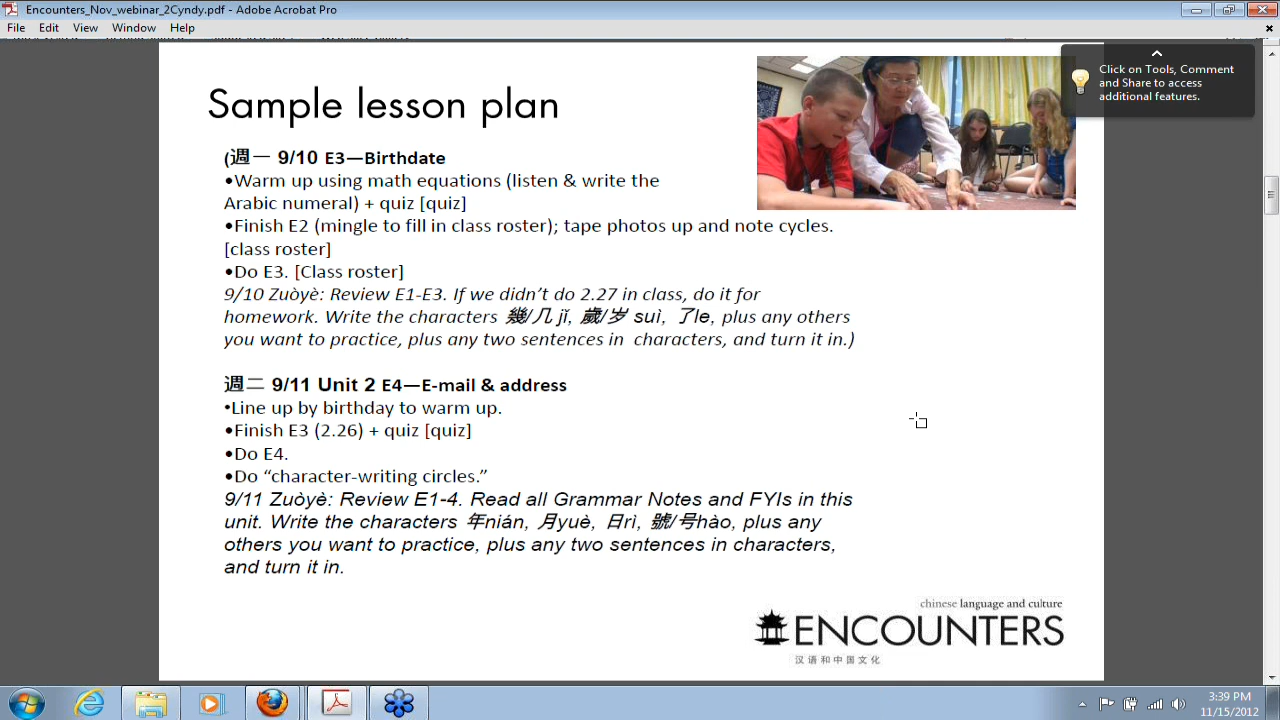 Encounters_Nov_webinar_2Cyndy.pdf - Adobe Acrobat Pro
File Edit View Window Help
Click on Tools, Comment
and Share to access
additional features.
Sample lesson plan
(週一 9/10 E3—Birthdate
•Warm up using math equations (listen & write the
Arabic numeral) + quiz [quiz]
•Finish E2 (mingle to fill in class roster); tape photos up and note cycles.
[class roster]
•Do E3. [Class roster]
9/10 Zuòyè: Review E1-E3. If we didn’t do 2.27 in class, do it for
homework. Write the characters 幾/几 jĭ, 歲/岁 suì, 了le, plus any others
you want to practice, plus any two sentences in characters, and turn it in.)
週二 9/11 Unit 2 E4—E-mail & address
•Line up by birthday to warm up.
•Finish E3 (2.26) + quiz [quiz]
•Do E4.
•Do “character-writing circles.”
9/11 Zuòyè: Review E1-4. Read all Grammar Notes and FYIs in this
unit. Write the characters 年nián, 月yuè, 日rì, 號/号hào, plus any
others you want to practice, plus any two sentences in characters,
and turn it in.
chinese language and culture
ENCOUNTERS
汉语和中国文化
3:39 PM
11/15/2012